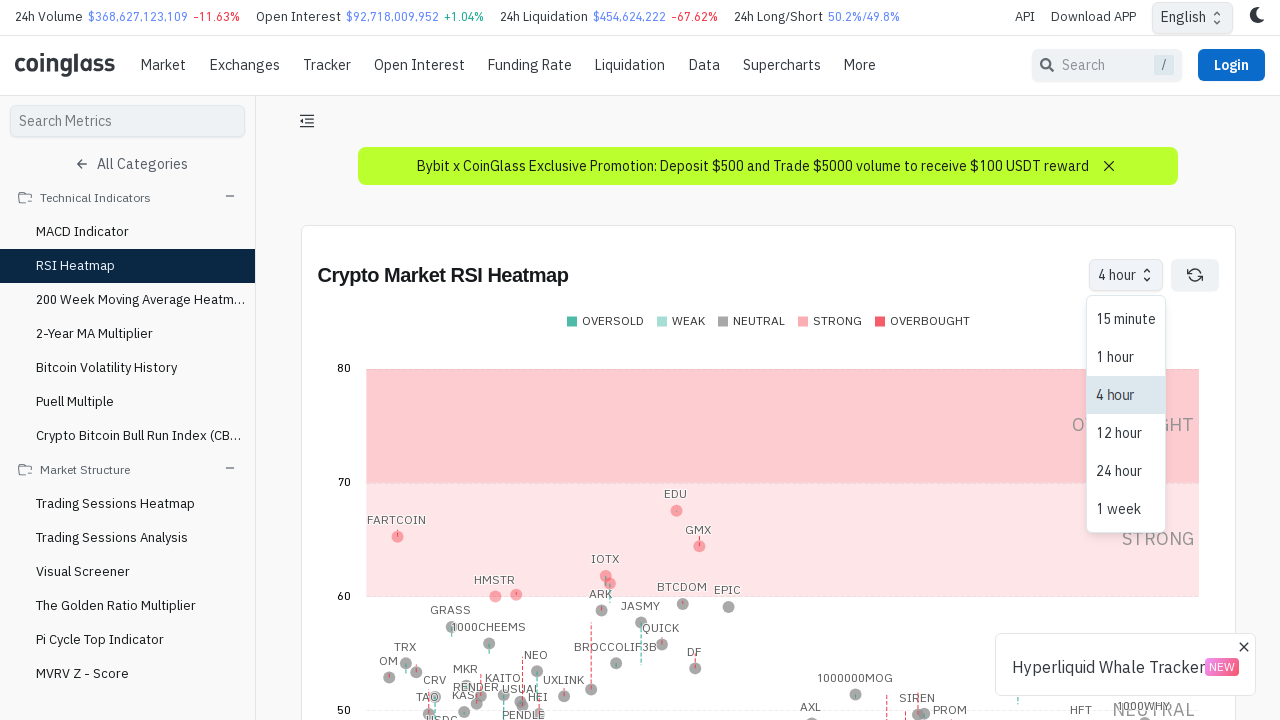 24h Volume $368,627,123,109 -11.63% Open Interest $92,718,009,952 +1.04% 24h Liquidation $454,624,222 -67.62% 24h Long/Short 50.2%/49.8% API Download APP English
coinglass Market Exchanges Tracker Open Interest Funding Rate Liquidation Data Supercharts More Search / Login
Search Metrics
All Categories
Technical Indicators
MACD Indicator
RSI Heatmap
200 Week Moving Average Heatm...
2-Year MA Multiplier
Bitcoin Volatility History
Puell Multiple
Crypto Bitcoin Bull Run Index (CB...
Market Structure
Trading Sessions Heatmap
Trading Sessions Analysis
Visual Screener
The Golden Ratio Multiplier
Pi Cycle Top Indicator
MVRV Z - Score
Bybit x CoinGlass Exclusive Promotion: Deposit $500 and Trade $5000 volume to receive $100 USDT reward
Crypto Market RSI Heatmap
4 hour
15 minute
1 hour
4 hour
12 hour
24 hour
1 week
OVERSOLD WEAK NEUTRAL STRONG OVERBOUGHT
80
70
EDU
FARTCOIN
GMX
STRONG
IOTX
HMSTR
BTCDOM EPIC
60
ARK
JASMY
GRASS
1000CHEEMS
QUICK
TRX
BROCCOLIF3B
DF
NEO
OM
MKR
CRV
KAITO
UXLINK
1000000MOG
RENDER
USUAL
TAO
KAS
HEI
SIREN
AXL
PROM
HFT
1000WHY
50
PENDLE
NEUTRAL
USDC
Hyperliquid Whale Tracker NEW